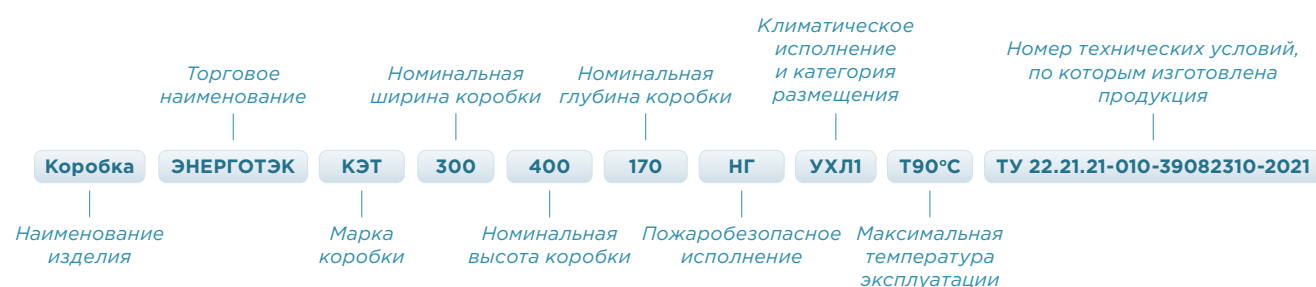 Климатическое
исполнение
и категория
размещения
Номер технических условий,
по которым изготовлена
продукция
Торговое
наименование
Номинальная
ширина коробки
Номинальная
глубина коробки
Коробка ЭНЕРГОТЭК КЭТ 300 400 170 НГ УХЛ1 Т90°С ТУ 22.21.21-010-39082310-2021
Наименование
изделия
Марка
коробки
Номинальная
высота коробки
Пожаробезопасное
исполнение
Максимальная
температура
эксплуатации